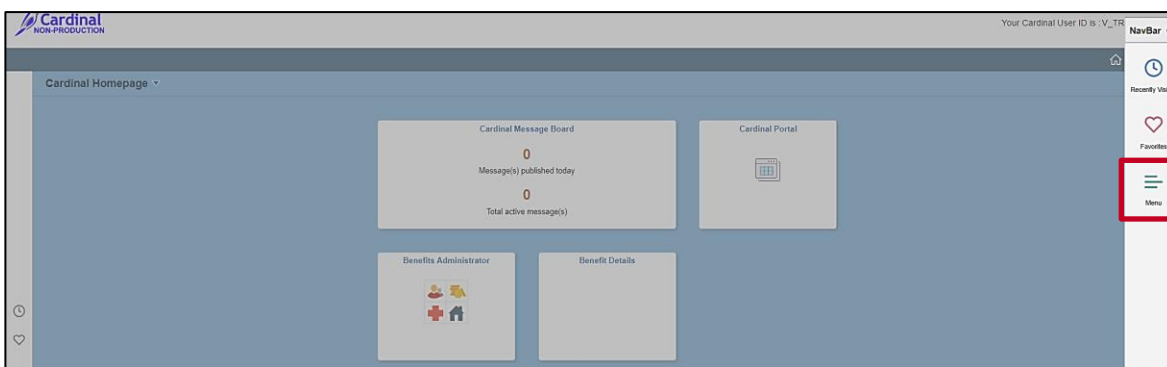 Cardinal
NON-PRODUCTION
Your Cardinal User ID is : V_TR
NavBar
Cardinal Homepage
Recently Vis
Favorites
Menu
Cardinal Message Board
0
Message(s) published today
0
Total active message(s)
Cardinal Portal
Benefits Administrator
Benefit Details